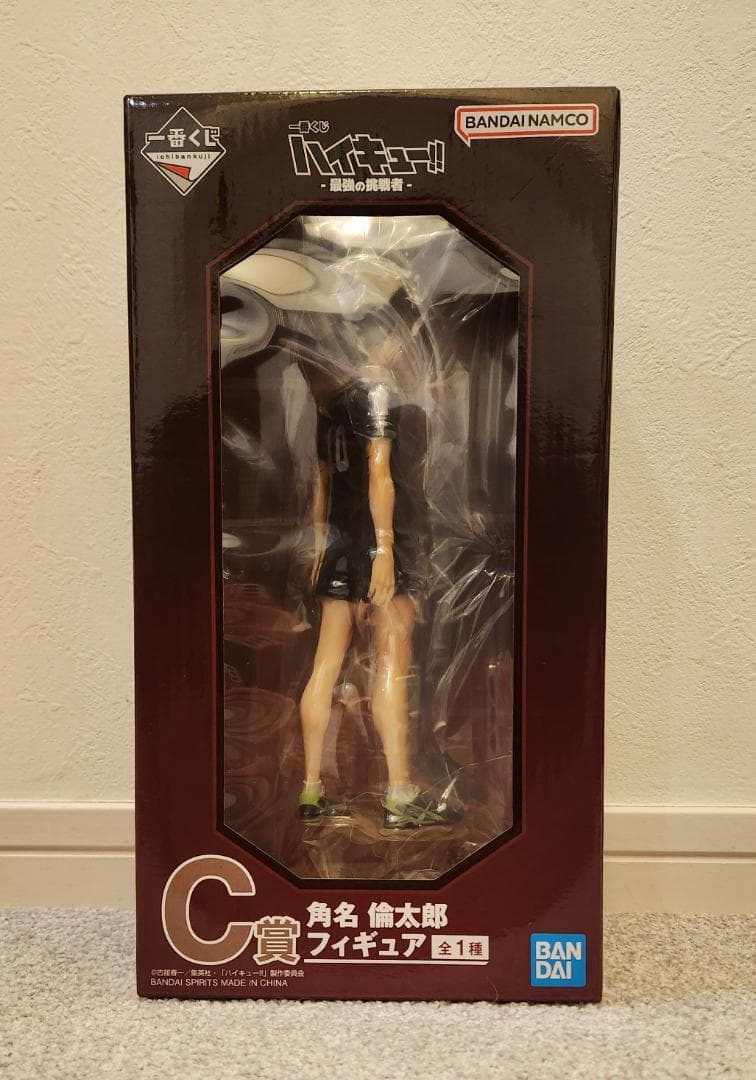 一番くじ
ichibankuji
一番くじ
ハイキュー!!
- 最強の挑戦者 -
BANDAI NAMCO
C賞
角名 倫太郎
フィギュア 全1種
©古舘春一/集英社・「ハイキュー!!」製作委員会
BANDAI SPIRITS MADE IN CHINA
BAN
DAI